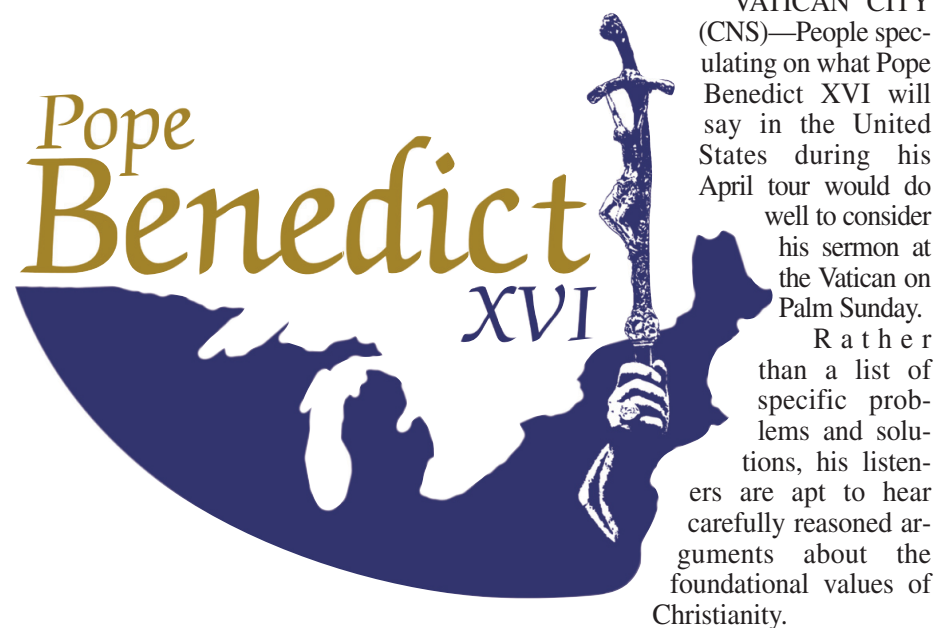 Pope
Benedict
XVI
VATICAN CITY
(CNS)—People spec-
ulating on what Pope
Benedict XVI will
say in the United
States during his
April tour would do
well to consider
his sermon at
the Vatican on
Palm Sunday.
Rather
than a list of
specific prob-
lems and solu-
tions, his listen-
ers are apt to hear
carefully reasoned ar-
guments about the
foundational values of
Christianity.